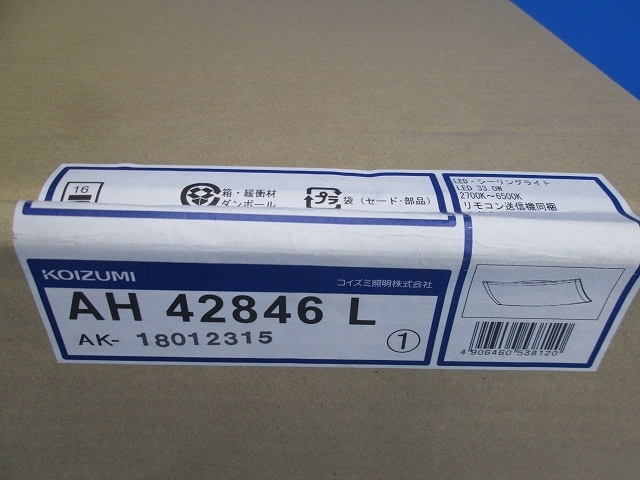 16
箱・緩衝材
ダンボール
プラ
袋（セード・部品）
LED・シーリングライト
LED 33.0W
2700K～6500K
リモコン送信機同梱
KOIZUMI
コイズミ照明株式会社
AH 42846 L
AK- 18012315
1
4 906460 538120